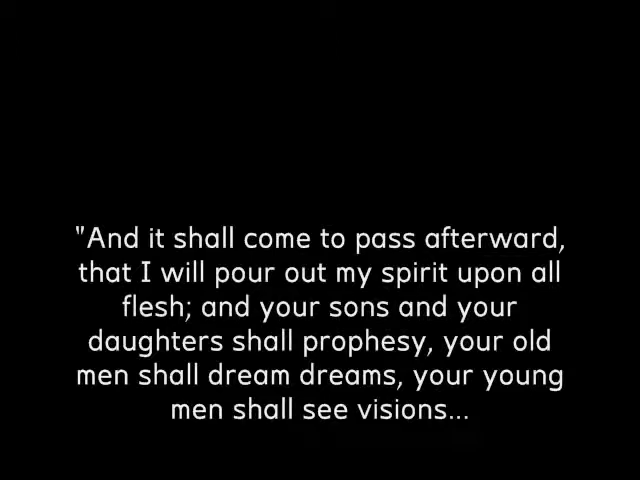 "And it shall come to pass afterward,
that I will pour out my spirit upon all
flesh; and your sons and your
daughters shall prophesy, your old
men shall dream dreams, your young
men shall see visions...